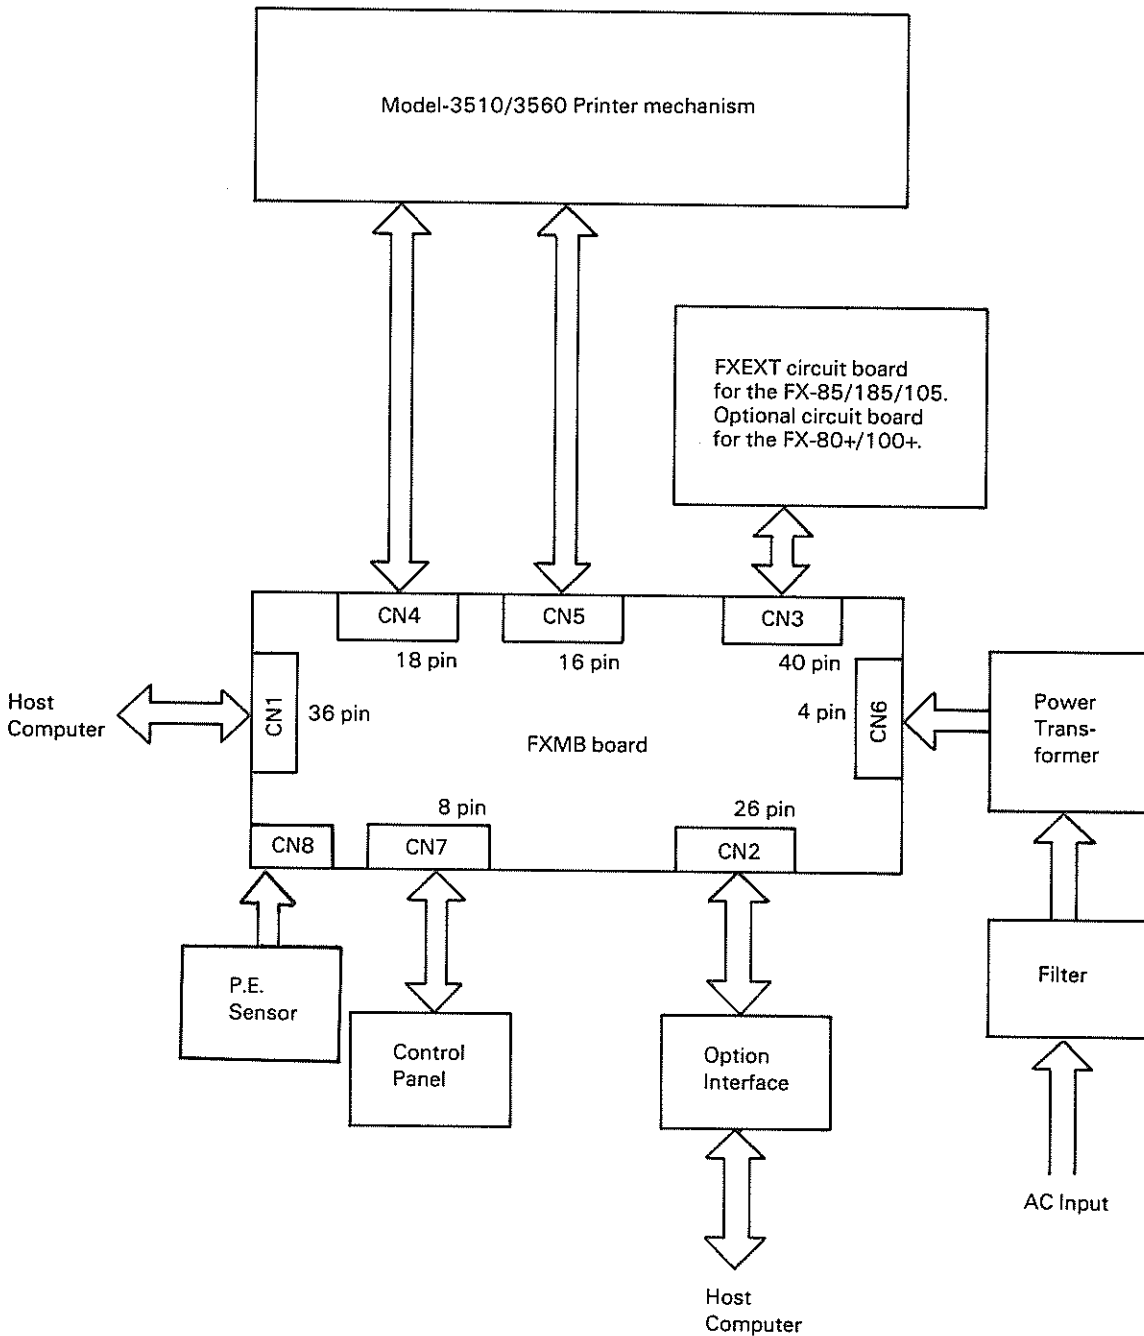 Model-3510/3560 Printer mechanism
FXEXT circuit board
for the FX-85/185/105.
Optional circuit board
for the FX-80+/100+.
CN4
CN5
CN3
18 pin
16 pin
40 pin
Host
Computer
CN1
36 pin
FXMB board
4 pin
CN6
Power
Trans-
former
8 pin
26 pin
CN8
CN7
CN2
P.E.
Sensor
Control
Panel
Option
Interface
Filter
AC Input
Host
Computer